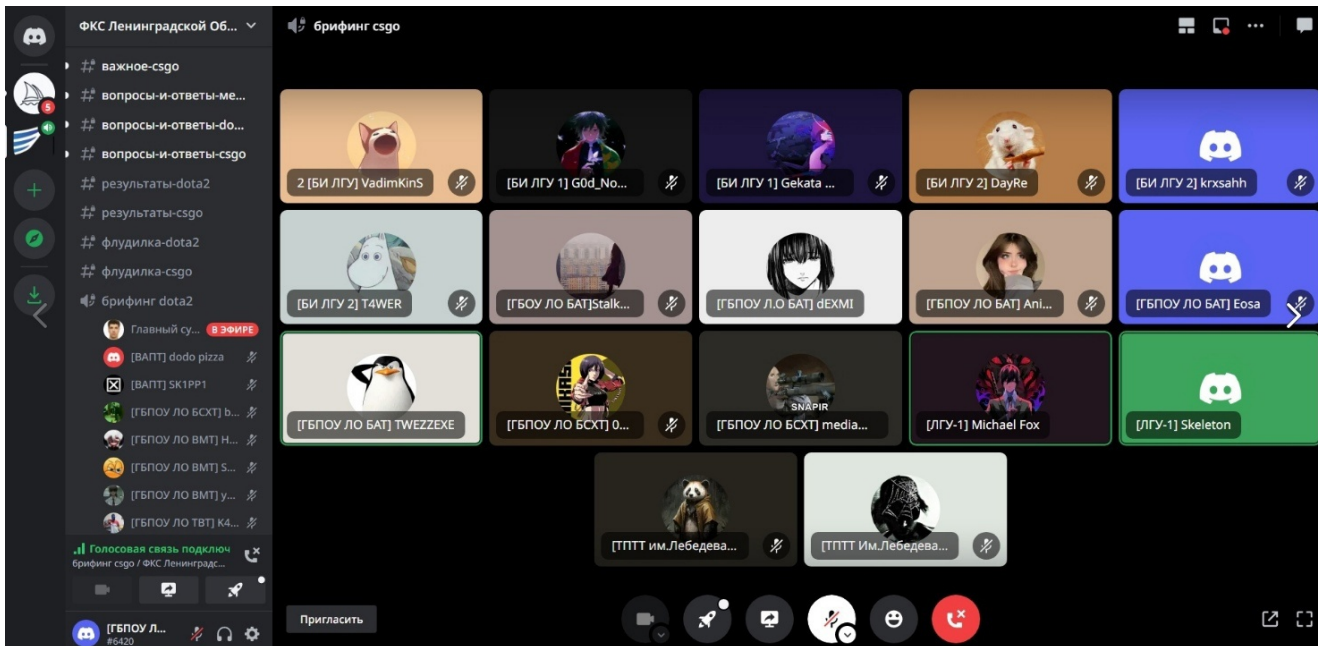 ФКС Ленинградской Об...
важное-csgo
вопросы-и-ответы-ме...
вопросы-и-ответы-do...
вопросы-и-ответы-csgo
результаты-dota2
результаты-csgo
флудилка-dota2
флудилка-csgo
брифинг dota2
Главный су... В ЭФИРЕ
[ВАПТ] dodo pizza
[ВАПТ] SK1PP1
[ГБПОУ ЛО БСХТ] b...
[ГБПОУ ЛО ВМТ] H...
[ГБПОУ ЛО ВМТ] S...
[ГБПОУ ЛО ВМТ] y...
[ГБПОУ ЛО ТВТ] K4...
Голосовая связь подключ
брифинг csgo / ФКС Ленинградс...
[ГБПОУ Л...
#6420
5
брифинг csgo
2 [БИ ЛГУ] VadimKinS
[БИ ЛГУ 1] G0d_No...
[БИ ЛГУ 1] Gekata ...
[БИ ЛГУ 2] DayRe
[БИ ЛГУ 2] krxsahh
[БИ ЛГУ 2] T4WER
[ГБОУ ЛО БАТ]Stalk...
[ГБПОУ Л.О БАТ] dEXMI
[ГБПОУ ЛО БАТ] Ani...
[ГБПОУ ЛО БАТ] Eosa
[ГБПОУ ЛО БАТ] TWEZZEXE
[ГБПОУ ЛО БСХТ] 0...
SNAPIR
[ГБПОУ ЛО БСХТ] media...
[ЛГУ-1] Michael Fox
[ЛГУ-1] Skeleton
[ТПТТ им.Лебедева...
[ТПТТ Им.Лебедева...
Пригласить